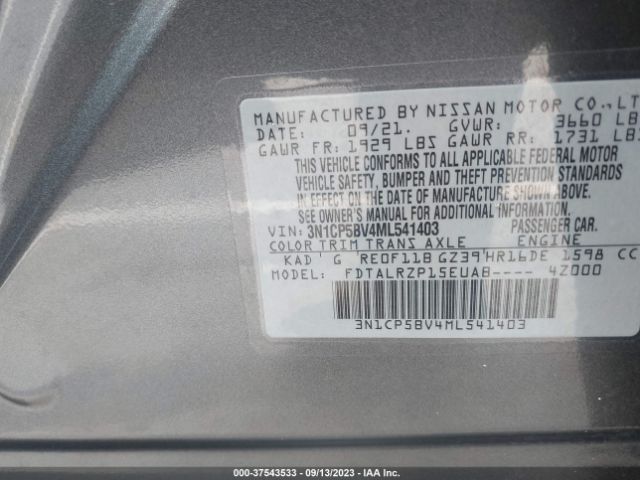 MANUFACTURED BY NISSAN MOTOR CO., LT
DATE: 09/21. GVWR: 3660 LB
GAWR FR: 1929 LBS GAWR RR: 1731 LBS
THIS VEHICLE CONFORMS TO ALL APPLICABLE FEDERAL MOTOR
VEHICLE SAFETY, BUMPER AND THEFT PREVENTION STANDARDS
IN EFFECT ON THE DATE OF MANUFACTURE SHOWN ABOVE.
SEE OWNER'S MANUAL FOR ADDITIONAL INFORMATION.
VIN: 3N1CP5BV4ML541403 PASSENGER CAR.
COLOR TRIM TRANS AXLE ENGINE
KAD G RE0F11B GZ39 HR16DE 1598 CC
MODEL: FDTALRZP15EUAB---- 4Z000
3N1CP5BV4ML541403
000-37543533 - 09/13/2023 - IAA Inc.